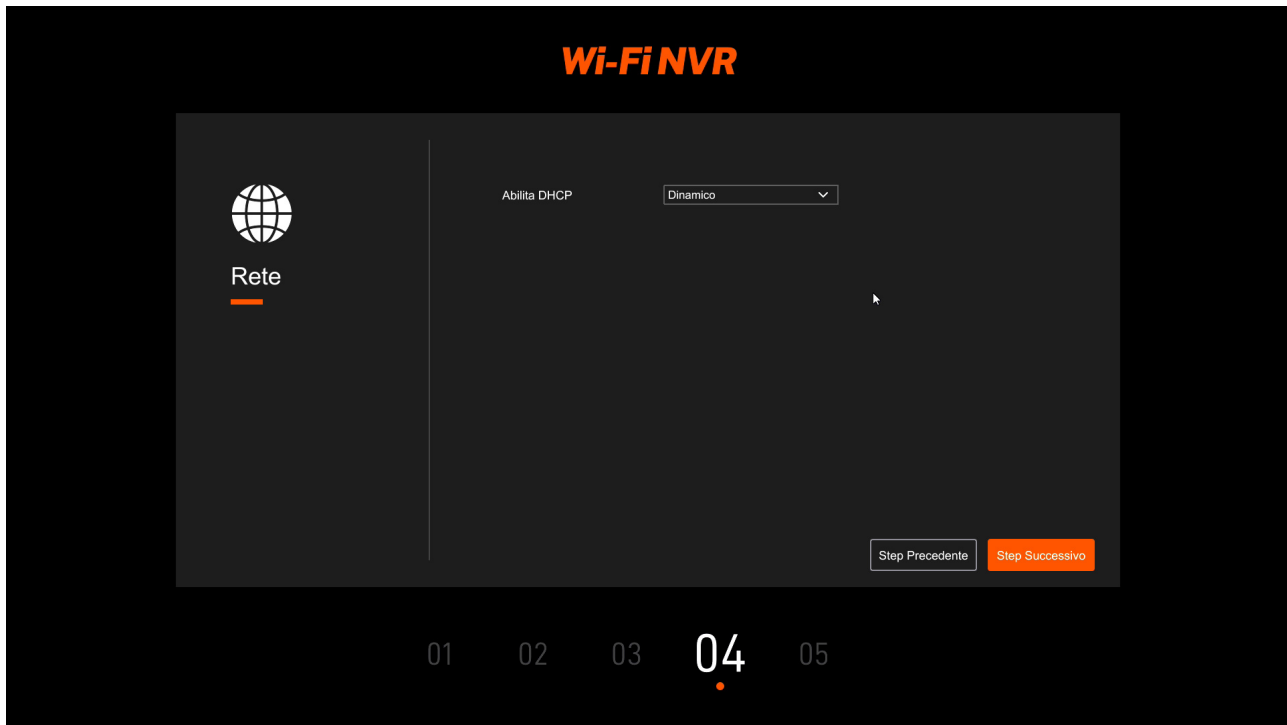 Wi-Fi NVR
Abilita DHCP Dinamico
Rete
Step Precedente Step Successivo
01 02 03 04 05